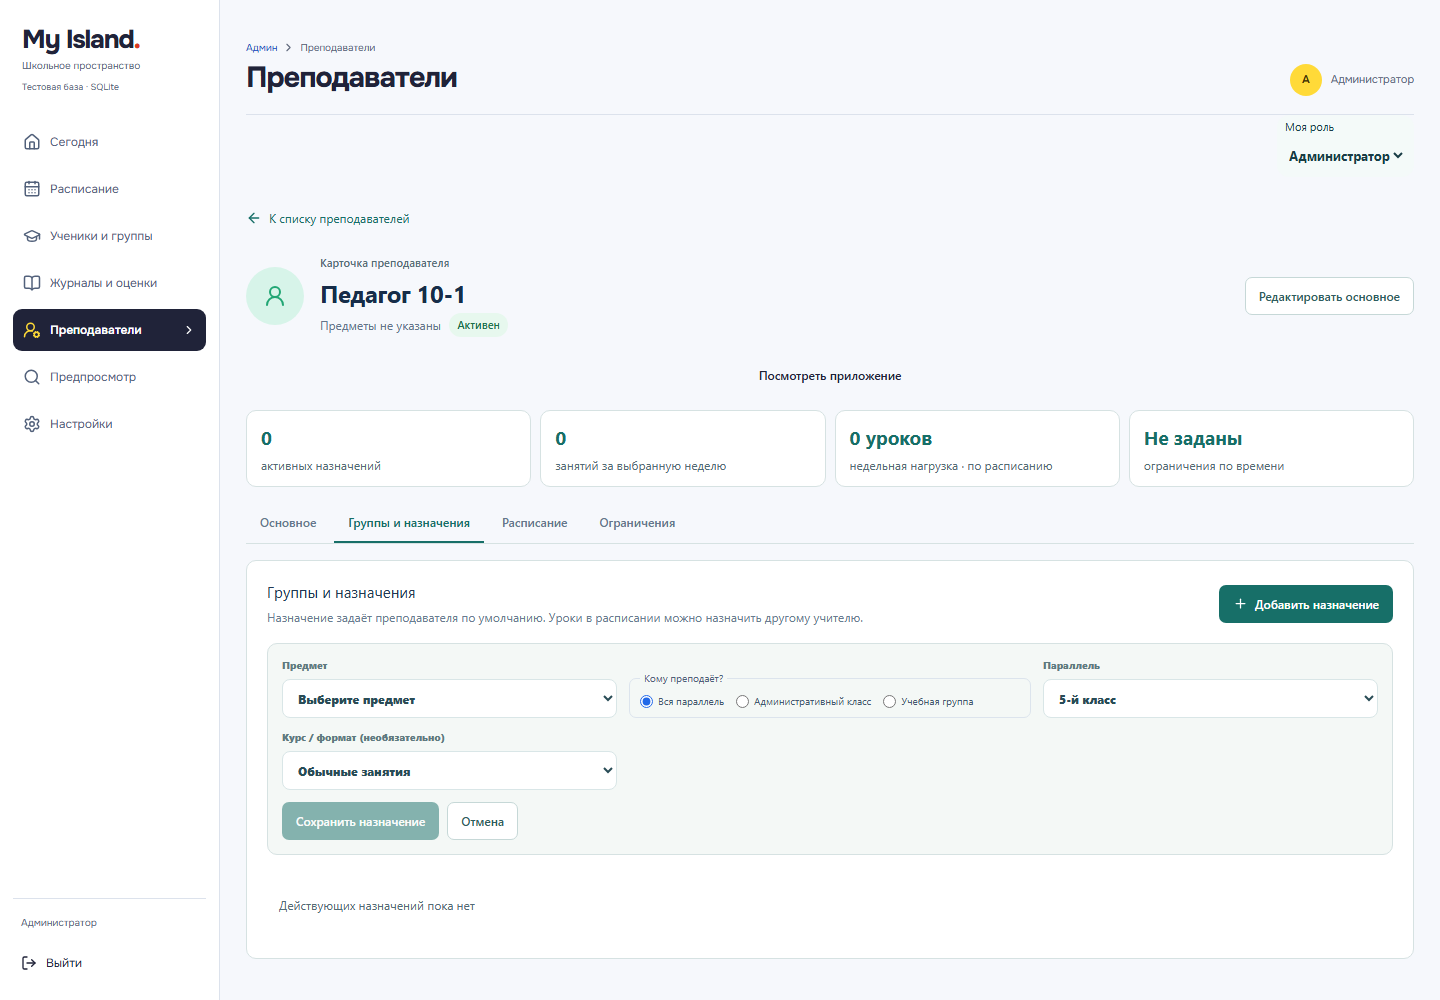 My Island.
Школьное пространство
Тестовая база · SQLite
Сегодня
Расписание
Ученики и группы
Журналы и оценки
Преподаватели
Предпросмотр
Настройки
Администратор
Выйти
Админ > Преподаватели
Преподаватели
А Администратор
Моя роль
Администратор
К списку преподавателей
Карточка преподавателя
Педагог 10-1
Предметы не указаны Активен
Редактировать основное
Посмотреть приложение
0
активных назначений
0
занятий за выбранную неделю
0 уроков
недельная нагрузка · по расписанию
Не заданы
ограничения по времени
Основное Группы и назначения Расписание Ограничения
Группы и назначения
Назначение задаёт преподавателя по умолчанию. Уроки в расписании можно назначить другому учителю.
+ Добавить назначение
Предмет
Выберите предмет
Кому преподаёт?
Вся параллель Административный класс Учебная группа
Параллель
5-й класс
Курс / формат (необязательно)
Обычные занятия
Сохранить назначение Отмена
Действующих назначений пока нет